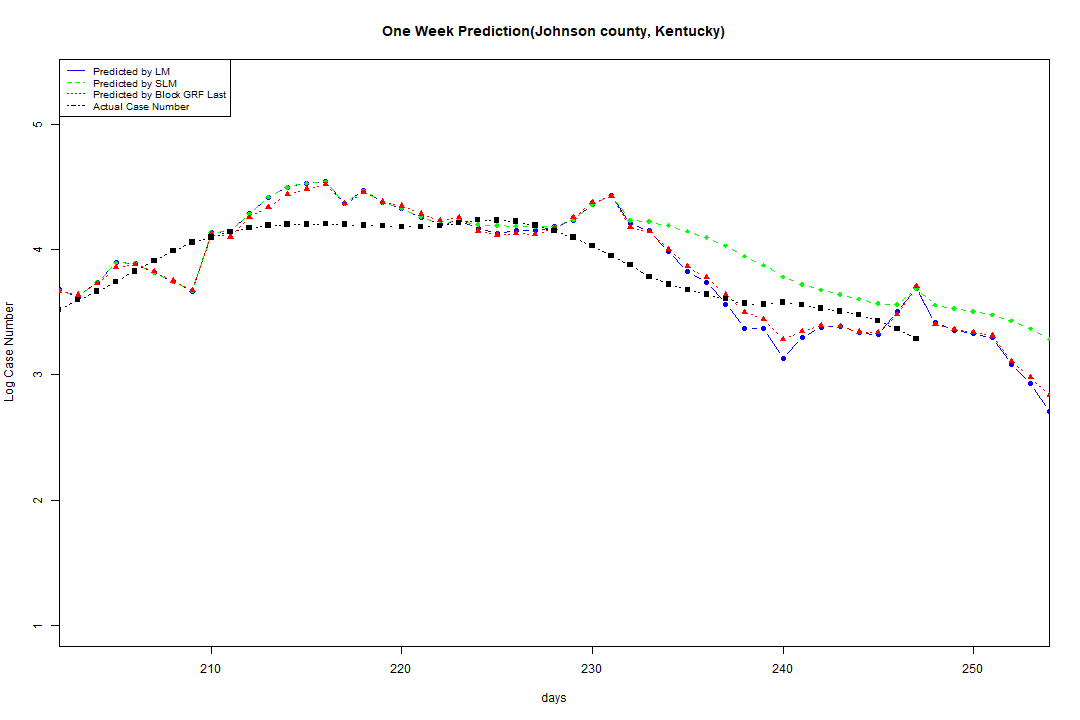 One Week Prediction(Johnson county, Kentucky)
Predicted by LM
Predicted by SLM
Predicted by Block GRF Last
Actual Case Number
5
4
3
2
1
Log Case Number
210 220 230 240 250
days